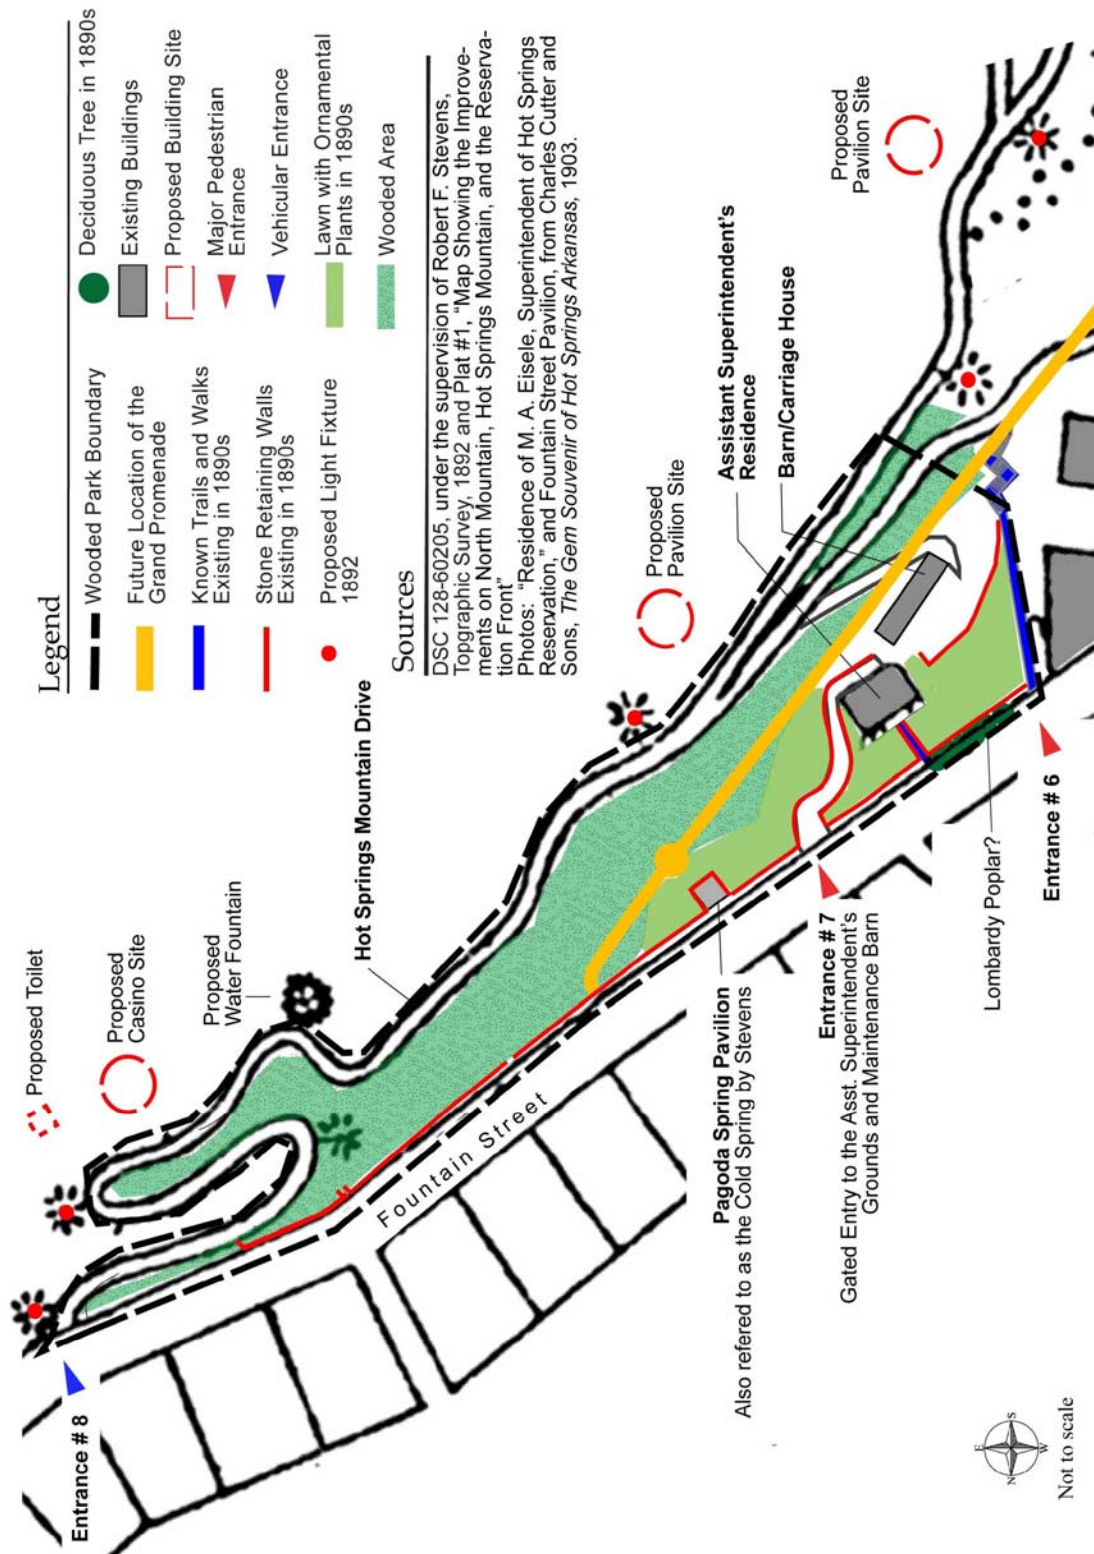 Legend
Wooded Park Boundary
Future Location of the
Grand Promenade
Known Trails and Walks
Existing in 1890s
Stone Retaining Walls
Existing in 1890s
Proposed Light Fixture
1892
Deciduous Tree in 1890s
Existing Buildings
Proposed Building Site
Major Pedestrian
Entrance
Vehicular Entrance
Lawn with Ornamental
Plants in 1890s
Wooded Area
Sources
DSC 128-60205, under the supervision of Robert F. Stevens,
Topographic Survey, 1892 and Plat #1, "Map Showing the Improve-
ments on North Mountain, Hot Springs Mountain, and the Reserva-
tion Front"
Photos: "Residence of M. A. Eisele, Superintendent of Hot Springs
Reservation," and Fountain Street Pavilion, from Charles Cutter and
Sons, The Gem Souvenir of Hot Springs Arkansas, 1903.
Proposed Toilet
Proposed
Casino Site
Proposed
Water Fountain
Hot Springs Mountain Drive
Proposed
Pavilion Site
Assistant Superintendent's
Residence
Barn/Carriage House
Proposed
Pavilion Site
Fountain Street
Entrance # 8
Pagoda Spring Pavilion
Also refered to as the Cold Spring by Stevens
Entrance # 7
Gated Entry to the Asst. Superintendent's
Grounds and Maintenance Barn
Lombardy Poplar?
Entrance # 6
E
N
S
W
Not to scale